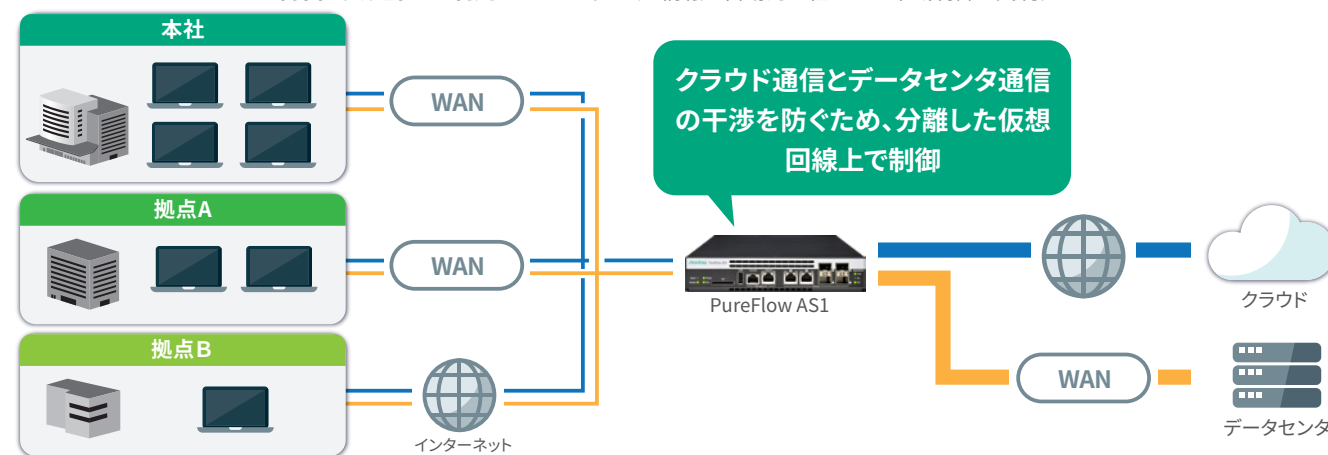 本社
WAN
クラウド通信とデータセンタ通信
の干渉を防ぐため、分離した仮想
回線上で制御
拠点A
WAN
PureFlow AS1
クラウド
拠点B
インターネット
WAN
データセンタ